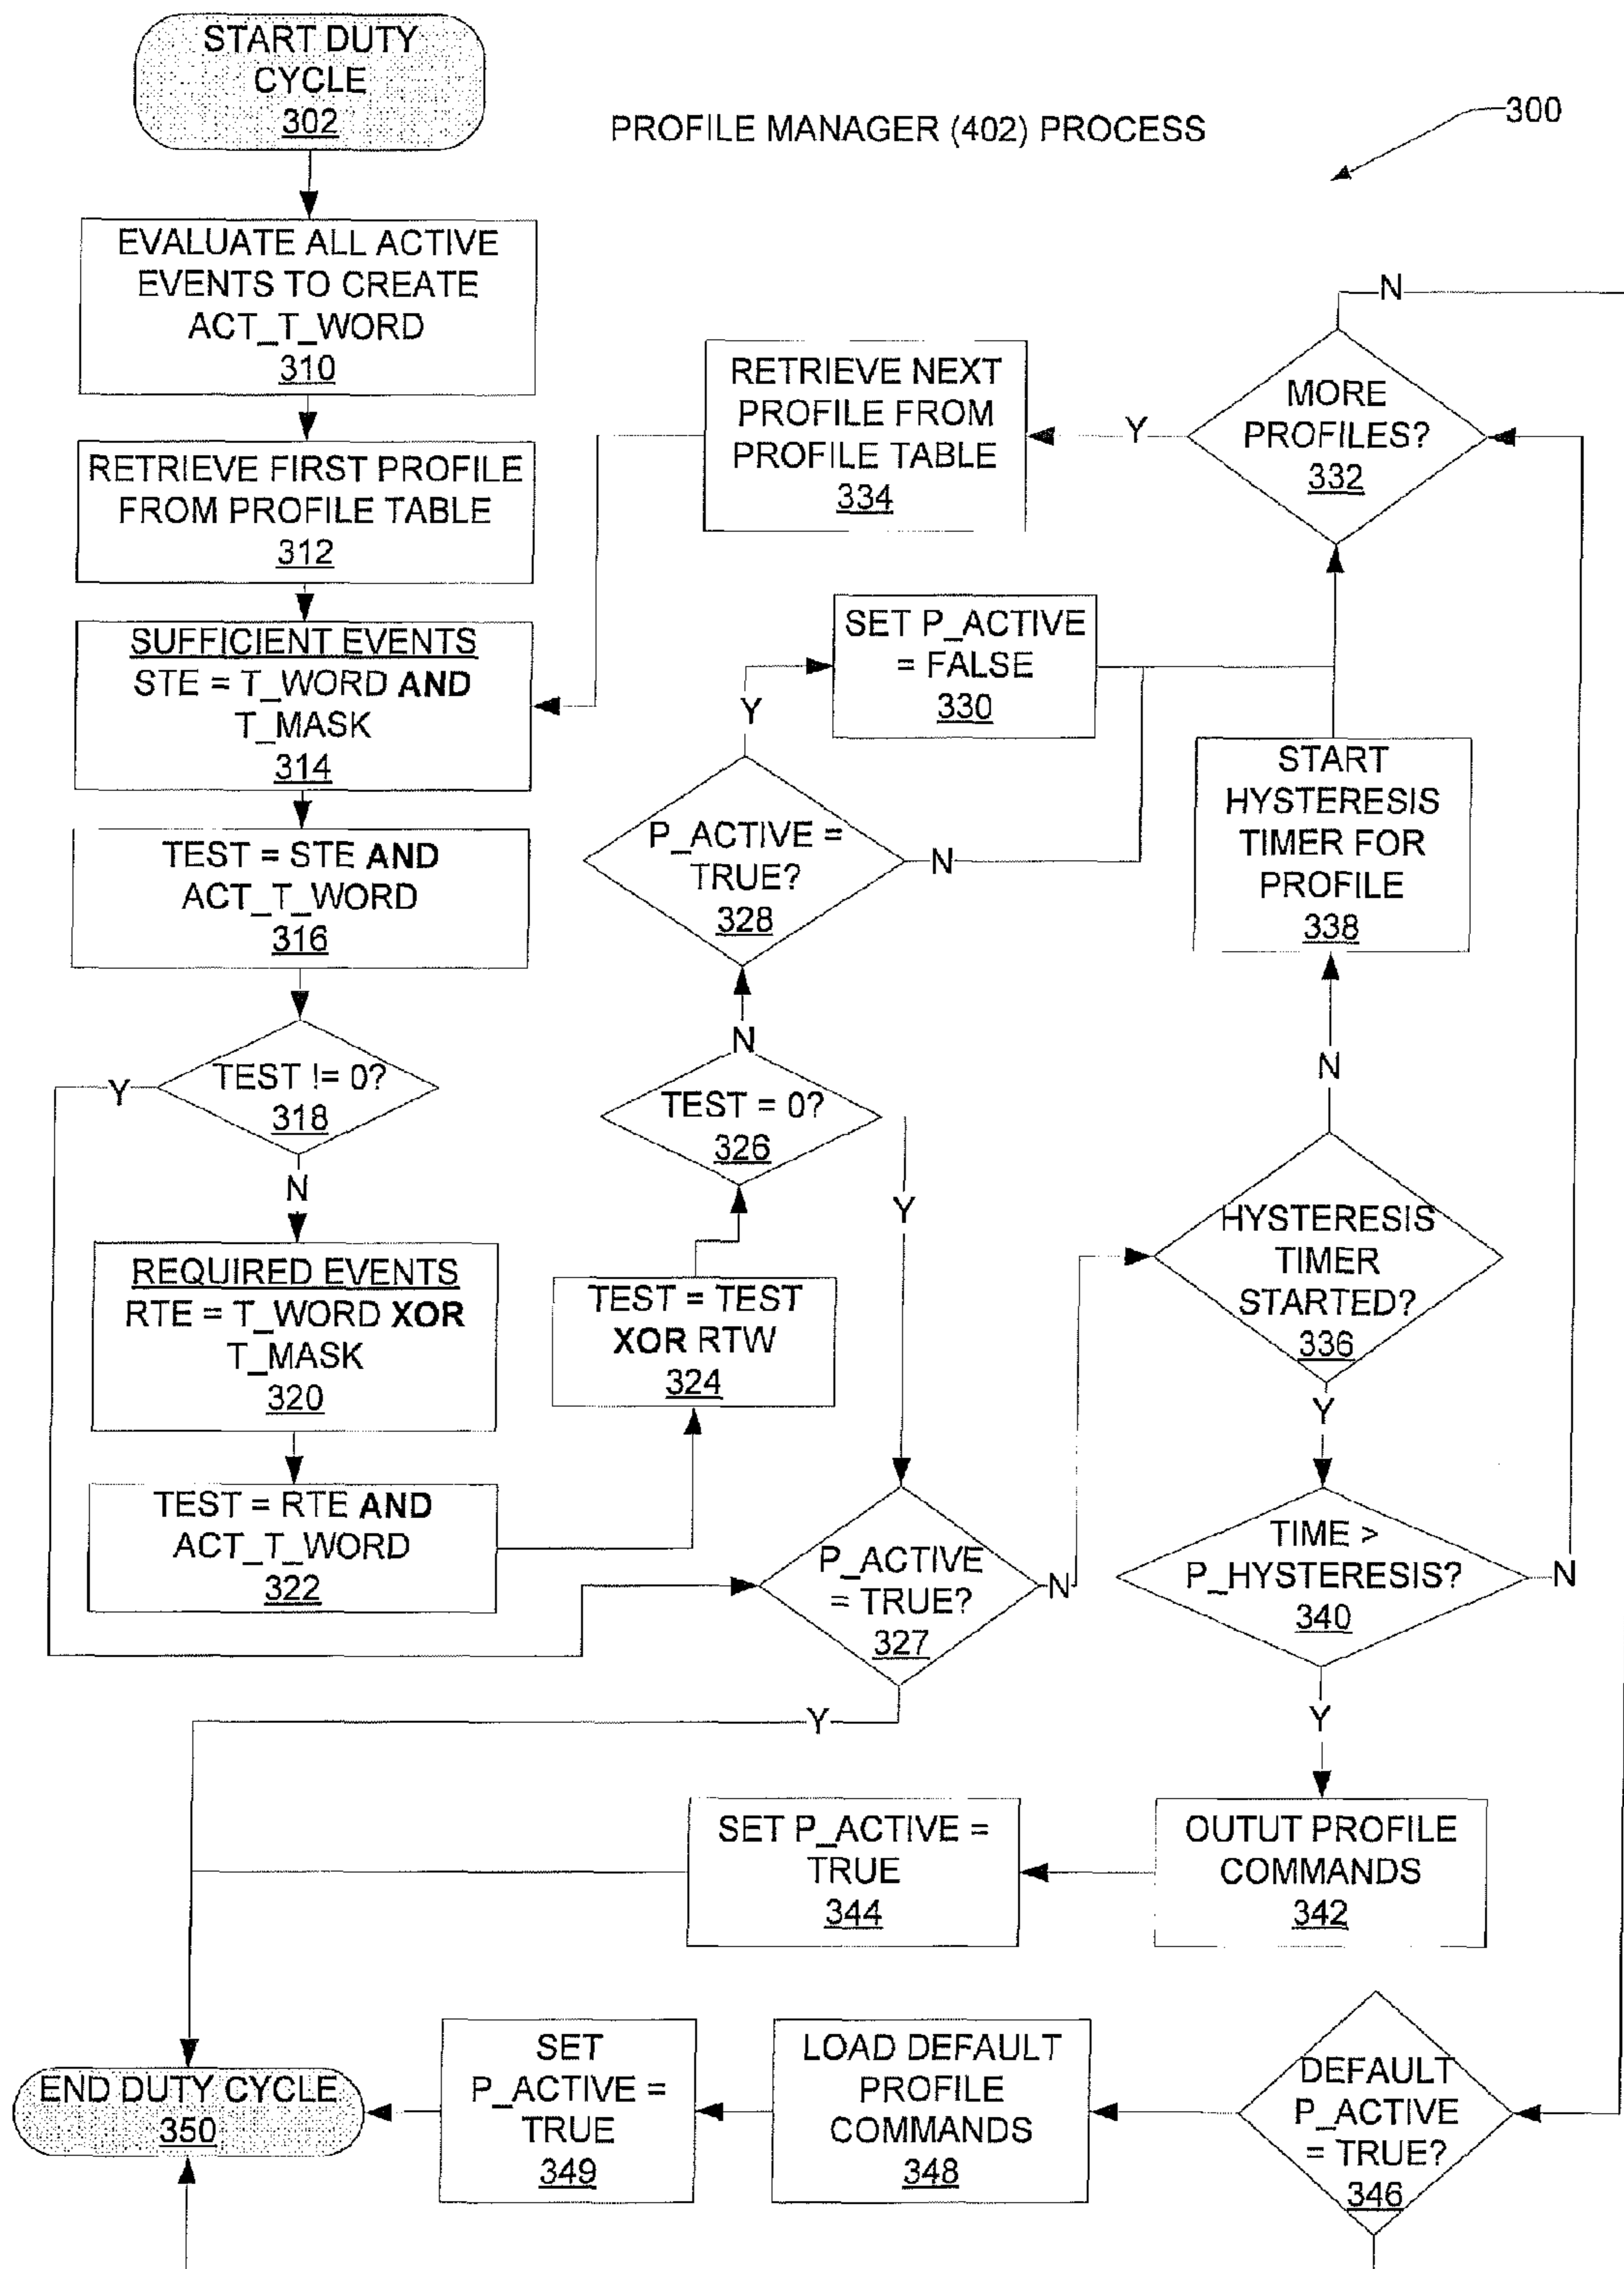 START DUTY
CYCLE
302
PROFILE MANAGER (402) PROCESS
300
EVALUATE ALL ACTIVE
EVENTS TO CREATE
ACT_T_WORD
310
RETRIEVE FIRST PROFILE
FROM PROFILE TABLE
312
SUFFICIENT EVENTS
STE = T_WORD AND
T_MASK
314
TEST = STE AND
ACT_T_WORD
316
TEST != 0?
318
Y
N
REQUIRED EVENTS
RTE = T_WORD XOR
T_MASK
320
TEST = RTE AND
ACT_T_WORD
322
TEST = TEST
XOR RTW
324
TEST = 0?
326
N
Y
P_ACTIVE =
TRUE?
328
Y
N
SET P_ACTIVE
= FALSE
330
MORE
PROFILES?
332
N
Y
RETRIEVE NEXT
PROFILE FROM
PROFILE TABLE
334
START
HYSTERESIS
TIMER FOR
PROFILE
338
N
HYSTERESIS
TIMER
STARTED?
336
Y
TIME >
P_HYSTERESIS?
340
N
Y
P_ACTIVE
= TRUE?
327
N
Y
OUTUT PROFILE
COMMANDS
342
SET P_ACTIVE =
TRUE
344
DEFAULT
P_ACTIVE
= TRUE?
346
LOAD DEFAULT
PROFILE
COMMANDS
348
SET
P_ACTIVE =
TRUE
349
END DUTY CYCLE
350